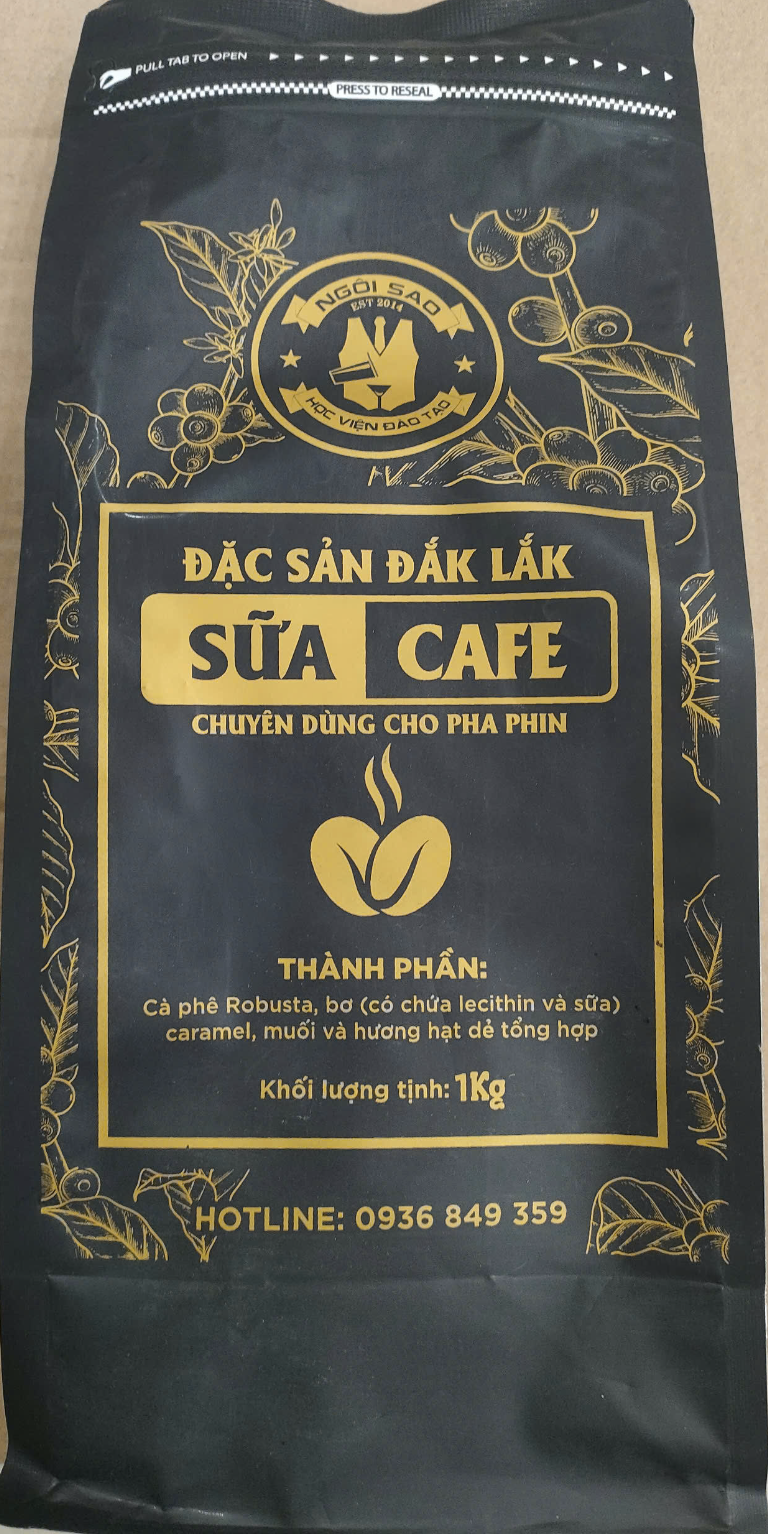 PULL TAB TO OPEN
PRESS TO RESEAL
NGÔI SAO
EST 2014
HỌC VIỆN ĐÀO TẠO
ĐẶC SẢN ĐẮK LẮK
SỮA CAFE
CHUYÊN DÙNG CHO PHA PHIN
THÀNH PHẦN:
Cà phê Robusta, bơ (có chứa lecithin và sữa)
caramel, muối và hương hạt dẻ tổng hợp
Khối lượng tịnh: 1Kg
HOTLINE: 0936 849 359